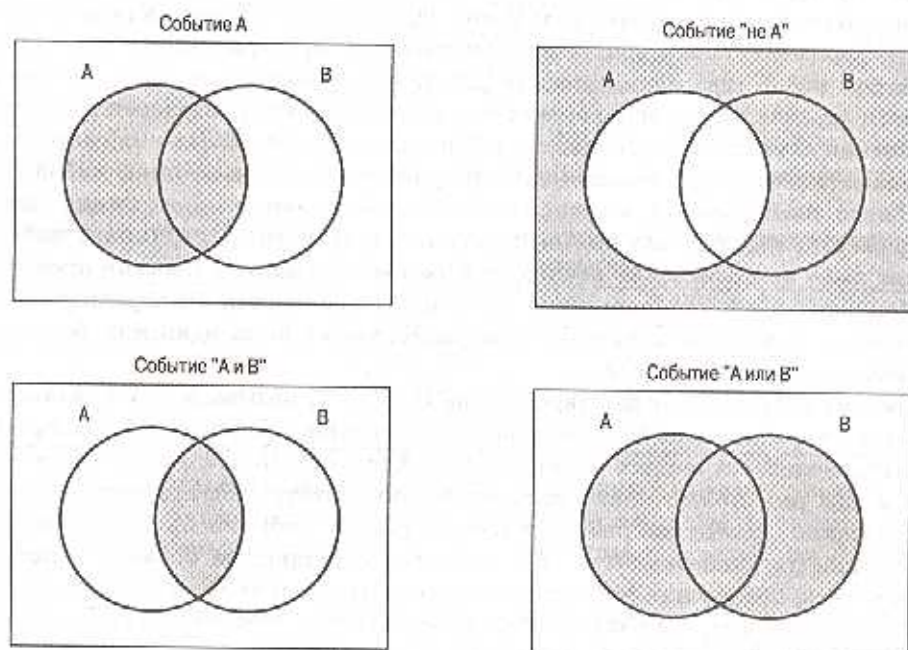 Событие А
А
В
Событие "не А"
А
В
Событие "А и В"
А
В
Событие "А или В"
А
В